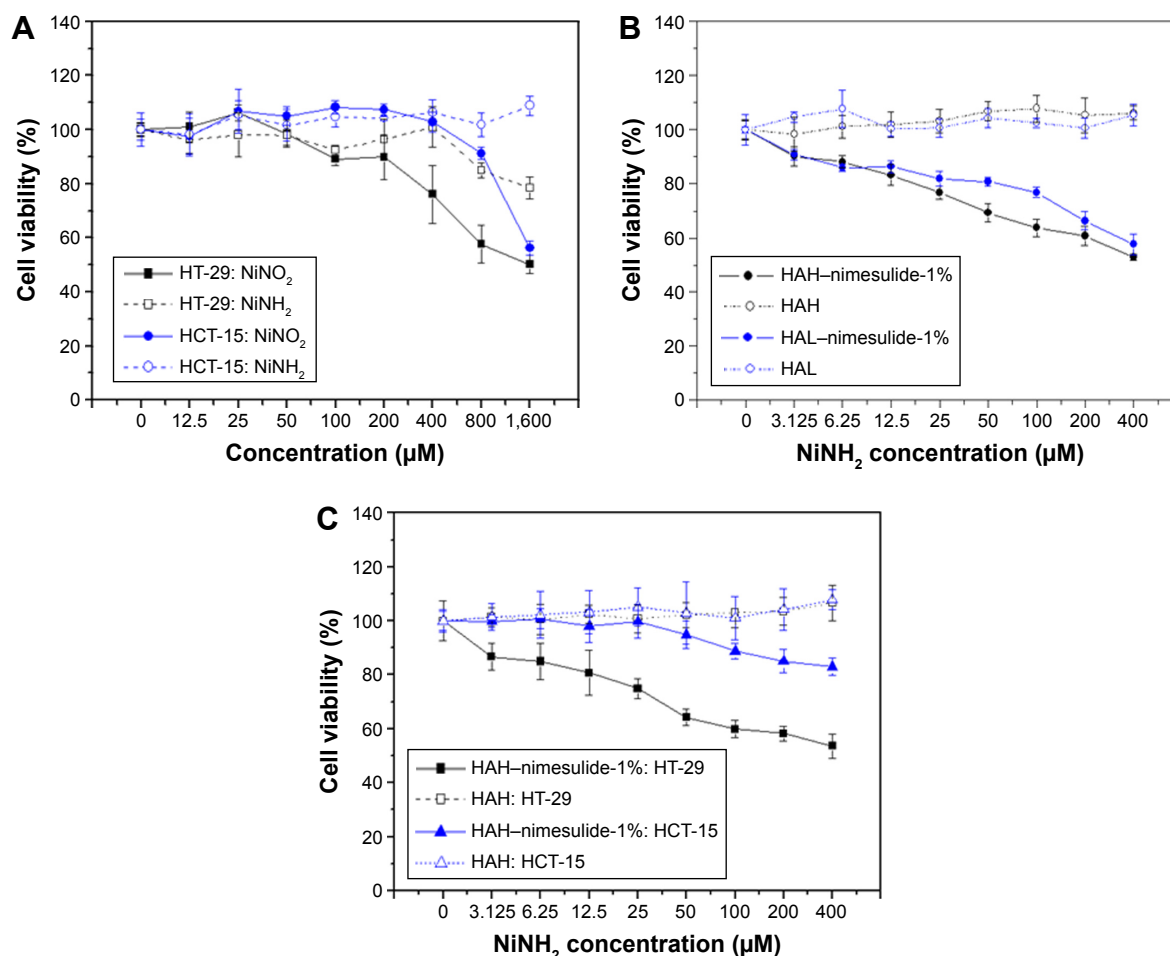 A
Cell viability (%)
140
120
100
80
60
40
20
0
HT-29: NiNO₂
HT-29: NiNH₂
HCT-15: NiNO₂
HCT-15: NiNH₂
0 12.5 25 50 100 200 400 800 1,600
Concentration (µM)
B
Cell viability (%)
140
120
100
80
60
40
20
0
HAH–nimesulide-1%
HAH
HAL–nimesulide-1%
HAL
0 3.125 6.25 12.5 25 50 100 200 400
NiNH₂ concentration (µM)
C
Cell viability (%)
140
120
100
80
60
40
20
0
HAH–nimesulide-1%: HT-29
HAH: HT-29
HAH–nimesulide-1%: HCT-15
HAH: HCT-15
0 3.125 6.25 12.5 25 50 100 200 400
NiNH₂ concentration (µM)